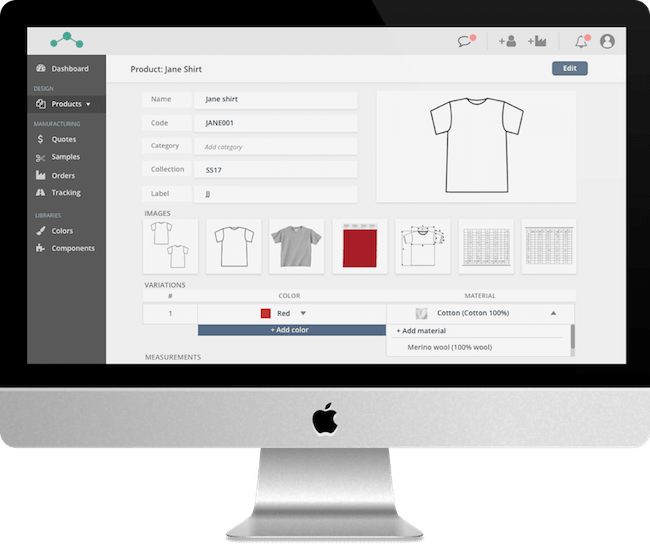 Dashboard
Product: Jane Shirt
Edit
DESIGN
Products
MANUFACTURING
Quotes
Samples
Orders
Tracking
LIBRARIES
Colors
Components
Name
Jane shirt
Code
JANE001
Category
Add category
Collection
SS17
Label
JJ
IMAGES
VARIATIONS
# COLOR MATERIAL
1 Red Cotton (Cotton 100%)
+ Add color
+ Add material
Merino wool (100% wool)
MEASUREMENTS